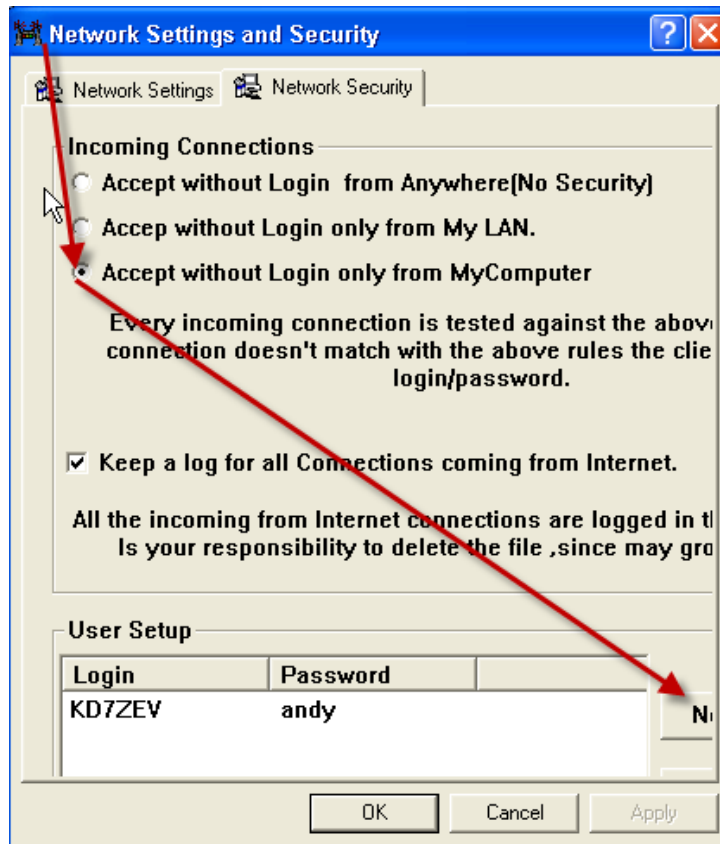 Network Settings and Security
Network Settings Network Security
Incoming Connections
Accept without Login from Anywhere(No Security)
Accep without Login only from My LAN.
Accept without Login only from MyComputer
Every incoming connection is tested against the above
connection doesn't match with the above rules the clie
login/password.
Keep a log for all Connections coming from Internet.
All the incoming from Internet connections are logged in
Is your responsibility to delete the file ,since may gro
User Setup
Login Password
KD7ZEV andy
OK Cancel Apply